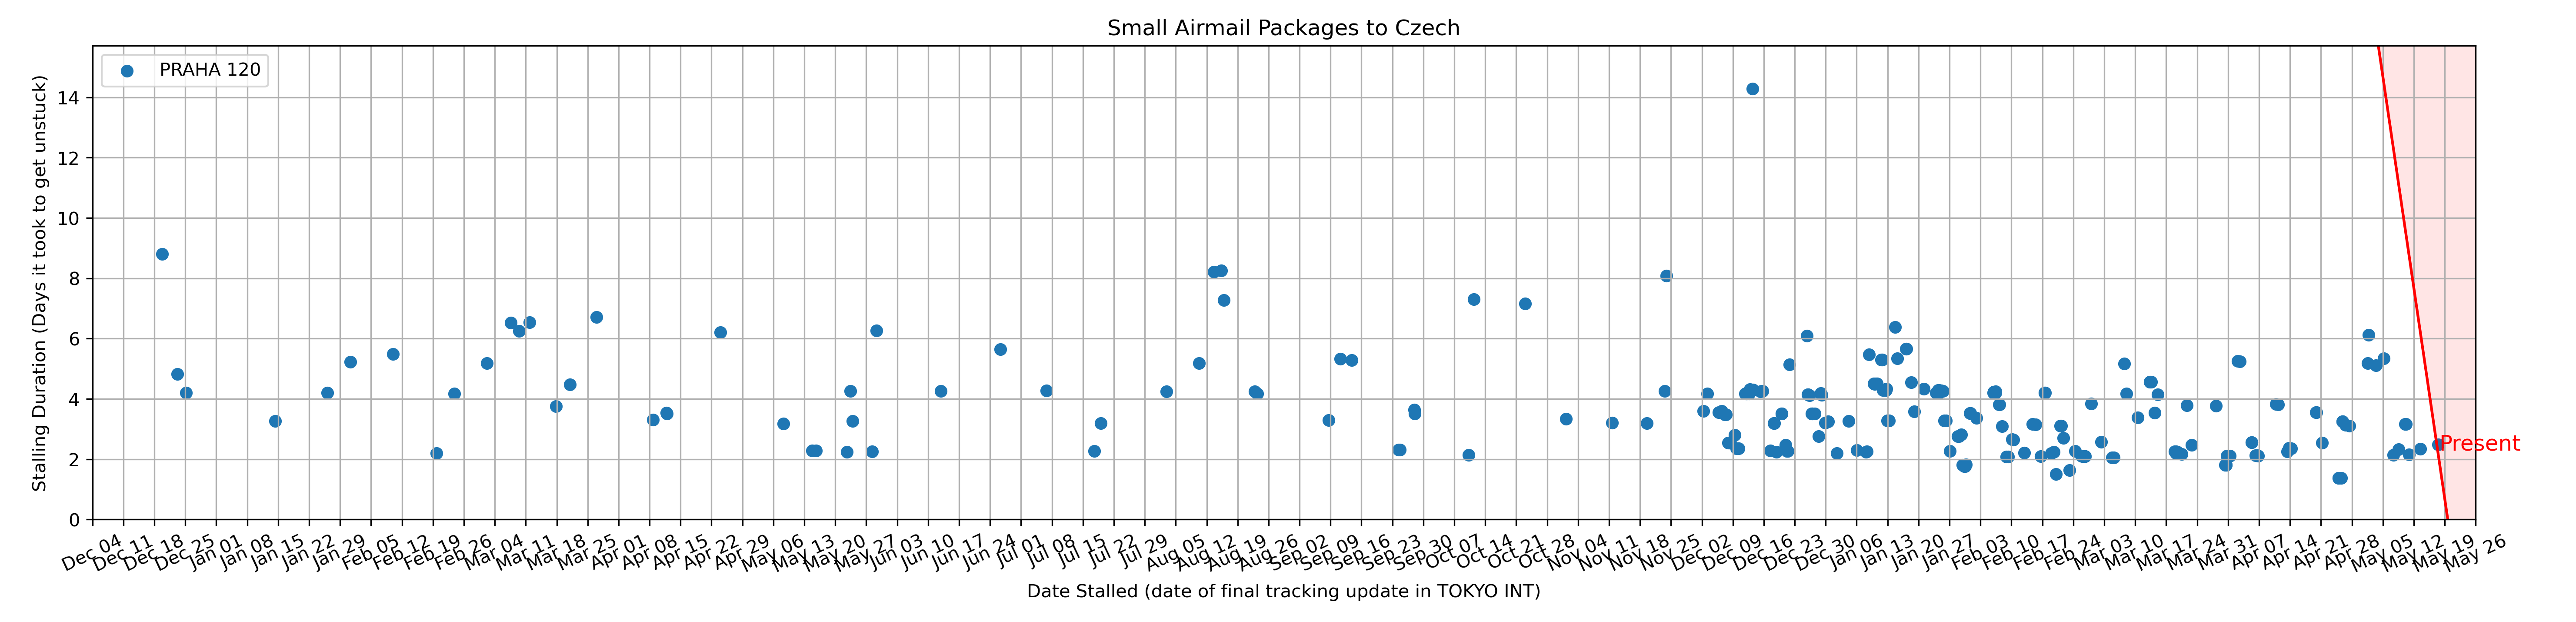 Small Airmail Packages to Czech
PRAHA 120
Stalling Duration (Days it took to get unstuck)
14
12
10
8
6
4
2
0
Present
Dec 04
Dec 11
Dec 18
Dec 25
Jan 01
Jan 08
Jan 15
Jan 22
Jan 29
Feb 05
Feb 12
Feb 19
Feb 26
Mar 04
Mar 11
Mar 18
Mar 25
Apr 01
Apr 08
Apr 15
Apr 22
Apr 29
May 06
May 13
May 20
May 27
Jun 03
Jun 10
Jun 17
Jun 24
Jul 01
Jul 08
Jul 15
Jul 22
Jul 29
Aug 05
Aug 12
Aug 19
Aug 26
Sep 02
Sep 09
Sep 16
Sep 23
Sep 30
Oct 07
Oct 14
Oct 21
Oct 28
Nov 04
Nov 11
Nov 18
Nov 25
Dec 02
Dec 09
Dec 16
Dec 23
Dec 30
Jan 06
Jan 13
Jan 20
Jan 27
Feb 03
Feb 10
Feb 17
Feb 24
Mar 03
Mar 10
Mar 17
Mar 24
Mar 31
Apr 07
Apr 14
Apr 21
Apr 28
May 05
May 12
May 19
May 26
Date Stalled (date of final tracking update in TOKYO INT)